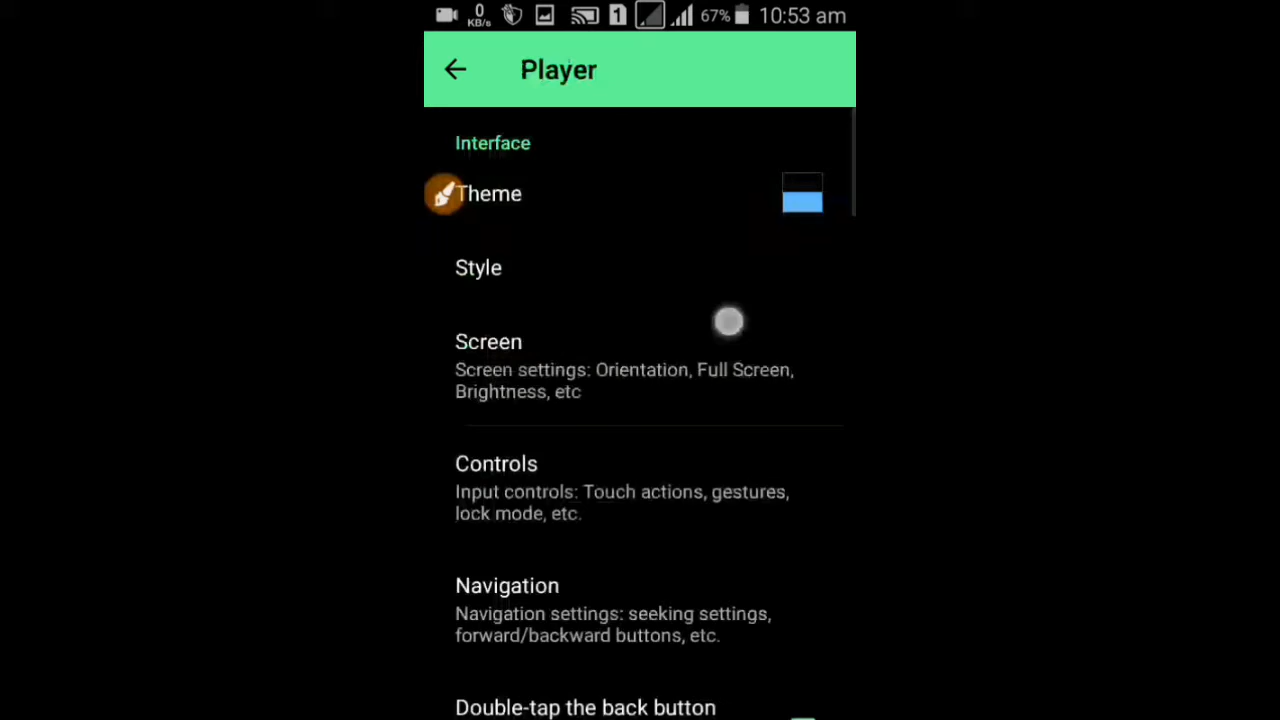 0
KB/s
1
67%
10:53 am
Player
Interface
Theme
Style
Screen
Screen settings: Orientation, Full Screen,
Brightness, etc
Controls
Input controls: Touch actions, gestures,
lock mode, etc.
Navigation
Navigation settings: seeking settings,
forward/backward buttons, etc.
Double-tap the back button